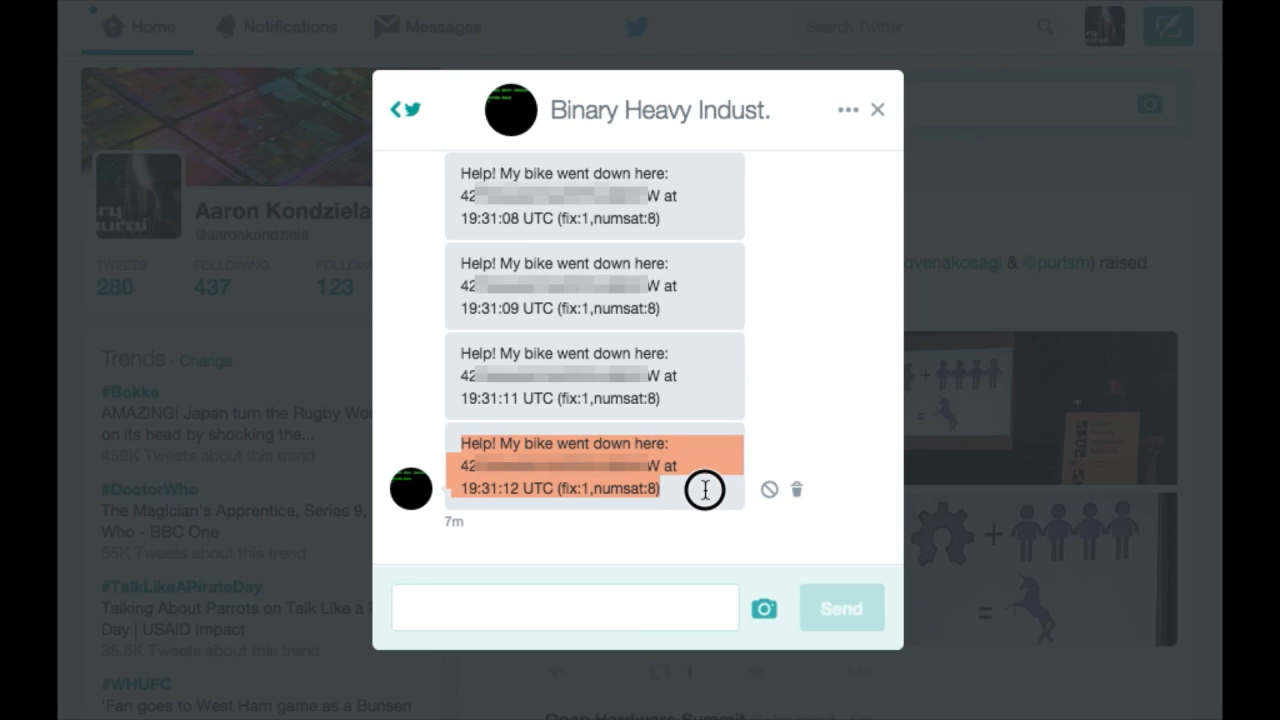 Home
Notifications
Messages
Search Twitter
Binary Heavy Indust.
Help! My bike went down here:
42 W at
19:31:08 UTC (fix:1,numsat:8)
Help! My bike went down here:
42 W at
19:31:09 UTC (fix:1,numsat:8)
Help! My bike went down here:
42 W at
19:31:11 UTC (fix:1,numsat:8)
Help! My bike went down here:
42 W at
19:31:12 UTC (fix:1,numsat:8)
7m
Send
Aaron Kondziela
@aaronkondziela
TWEETS
FOLLOWING
280
437
123
Trends · Change
#Bokke
AMAZING! Japan turn the Rugby
on its head by shocking the...
459K Tweets about this trend
#DoctorWho
The Magician's Apprentice, Series 9,
Who - BBC One
55K Tweets about this trend
#TalkLikeAPirateDay
Talking About Parrots on Talk Like a
Day | USAID Impact
35.8K Tweets about this trend
#WHUFC
'Fan goes to West Ham game as a Bunsen
& @purism) raised
+
=
1
Open Hardware Summit